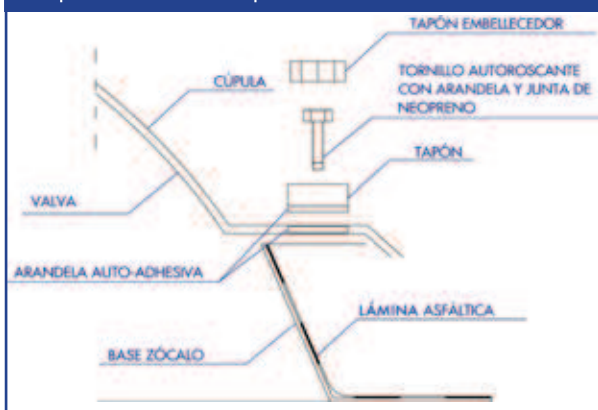 TAPÓN EMBELLECEDOR
TORNILLO AUTOROSCANTE
CON ARANDELA Y JUNTA DE
NEOPRENO
CÚPULA
TAPÓN
VALVA
ARANDELA AUTO-ADHESIVA
LÁMINA ASFÁLTICA
BASE ZÓCALO